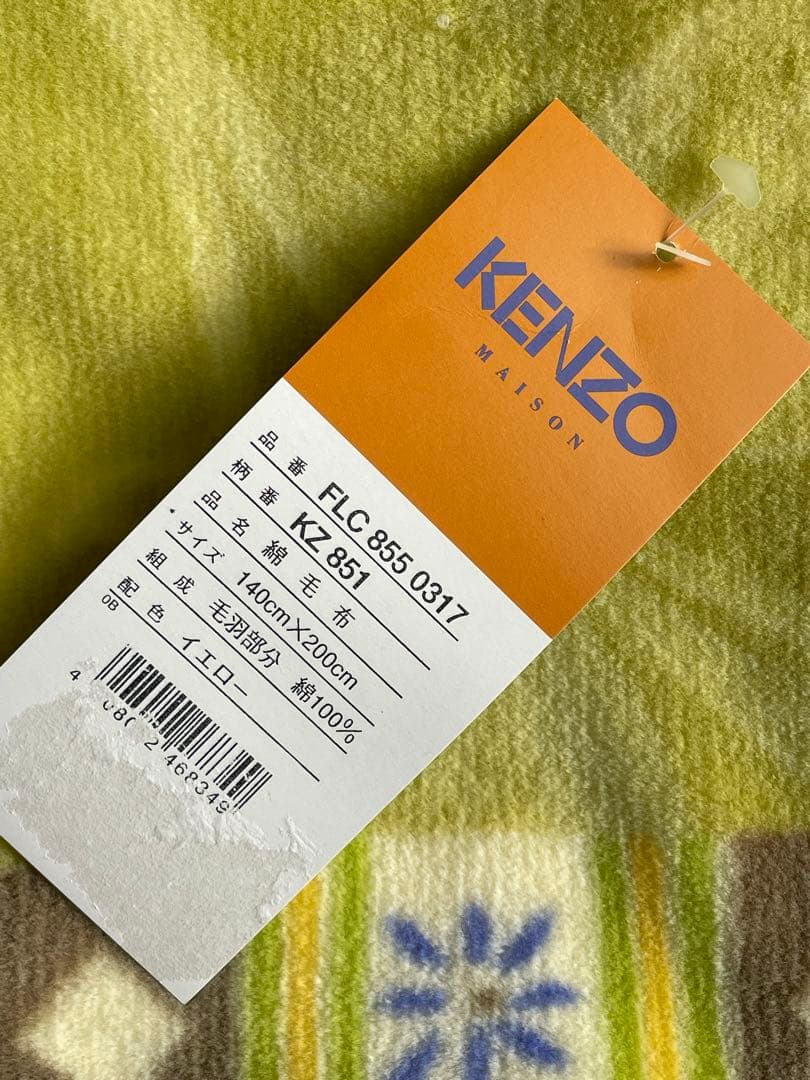 KENZO
MAISON
品番 FLC 855 0317
柄番 KZ 851
品名 綿毛布
サイズ 140cm×200cm
組成 毛羽部分 綿100%
配色 イエロー
0B